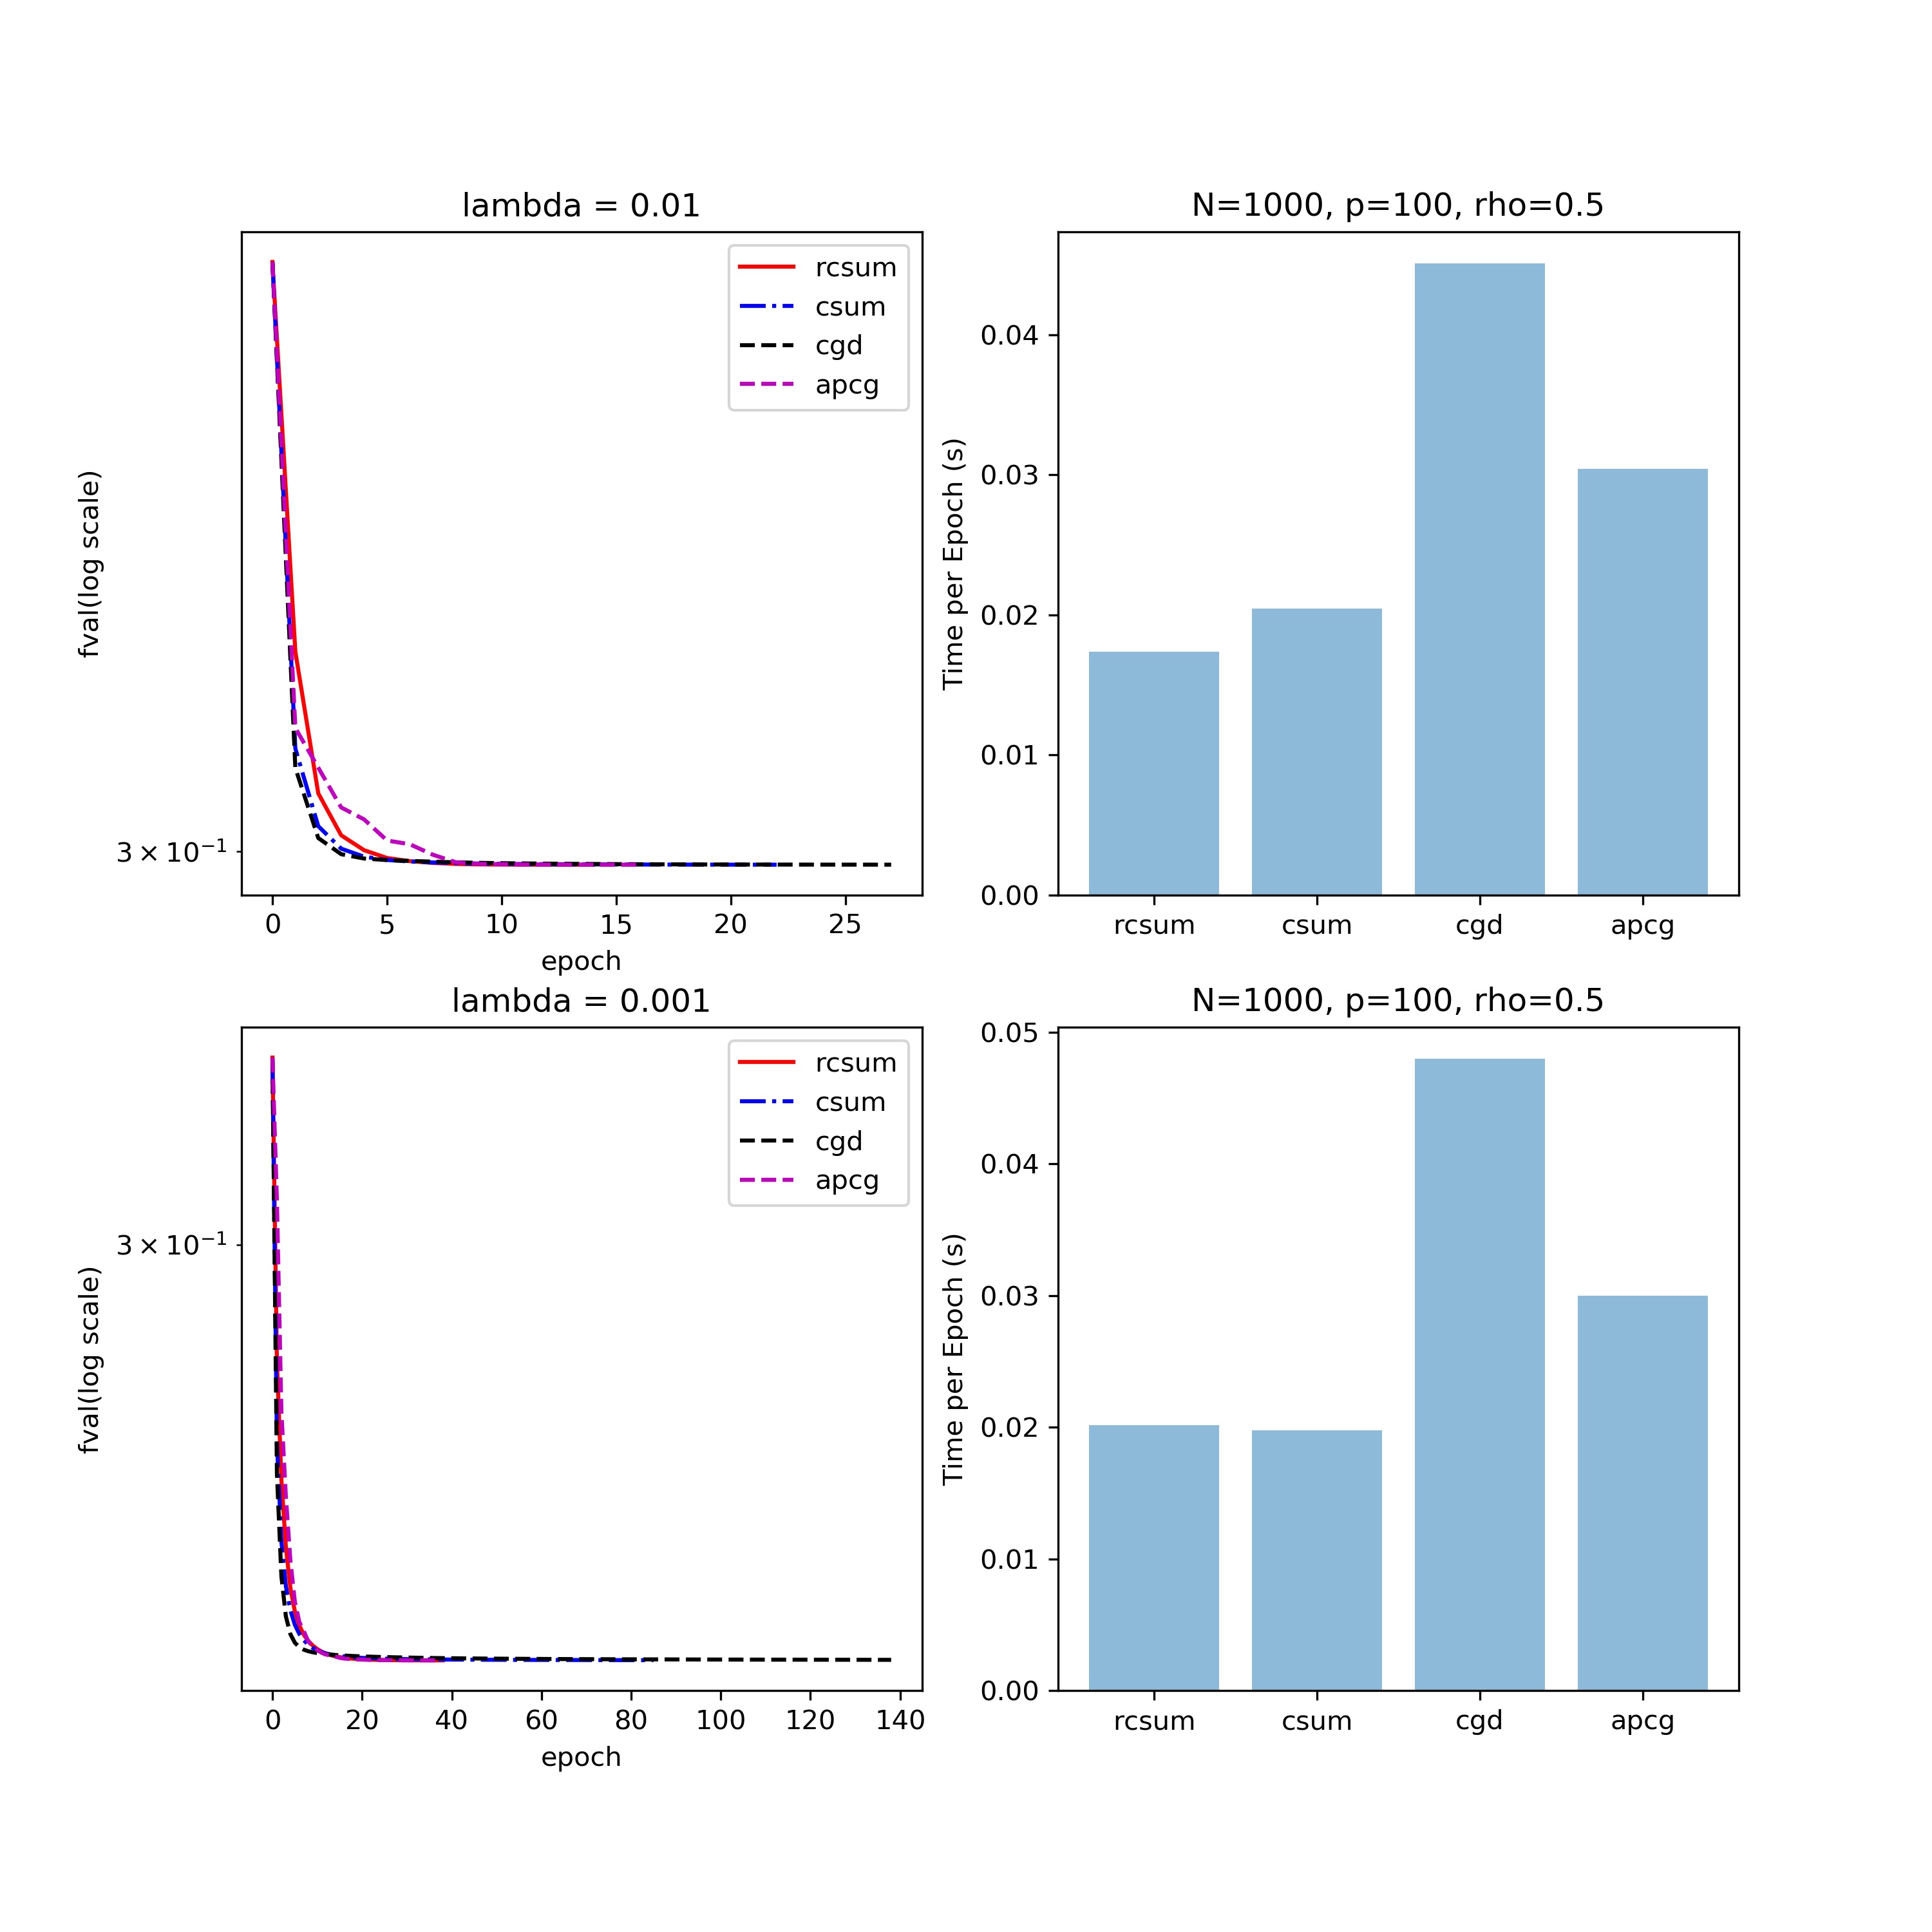 lambda = 0.01
fval(log scale)
3 × 10⁻¹
rcsum
csum
cgd
apcg
0 5 10 15 20 25
epoch
N=1000, p=100, rho=0.5
Time per Epoch (s)
0.04
0.03
0.02
0.01
0.00
rcsum csum cgd apcg
lambda = 0.001
fval(log scale)
3 × 10⁻¹
rcsum
csum
cgd
apcg
0 20 40 60 80 100 120 140
epoch
N=1000, p=100, rho=0.5
Time per Epoch (s)
0.05
0.04
0.03
0.02
0.01
0.00
rcsum csum cgd apcg